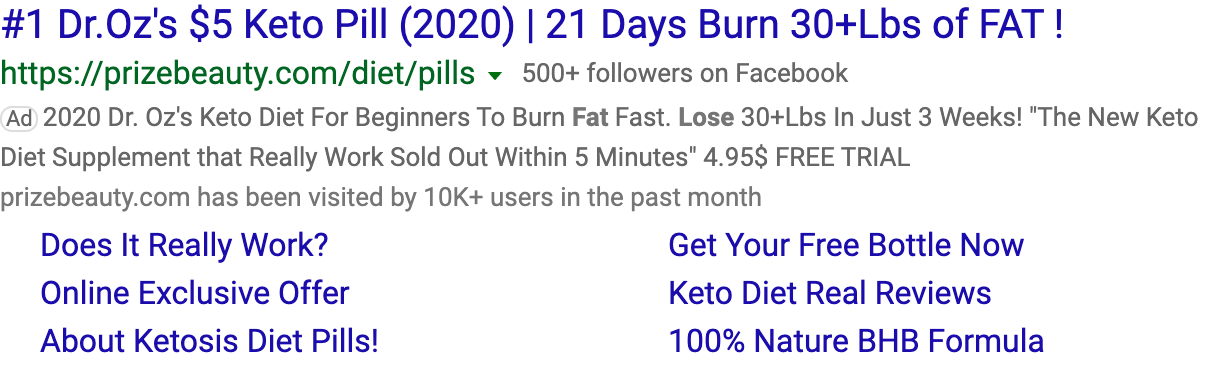 #1 Dr.Oz's $5 Keto Pill (2020) | 21 Days Burn 30+Lbs of FAT !
https://prizebeauty.com/diet/pills 500+ followers on Facebook
Ad 2020 Dr. Oz's Keto Diet For Beginners To Burn Fat Fast. Lose 30+Lbs In Just 3 Weeks! "The New Keto
Diet Supplement that Really Work Sold Out Within 5 Minutes" 4.95$ FREE TRIAL
prizebeauty.com has been visited by 10K+ users in the past month
Does It Really Work? Get Your Free Bottle Now
Online Exclusive Offer Keto Diet Real Reviews
About Ketosis Diet Pills! 100% Nature BHB Formula